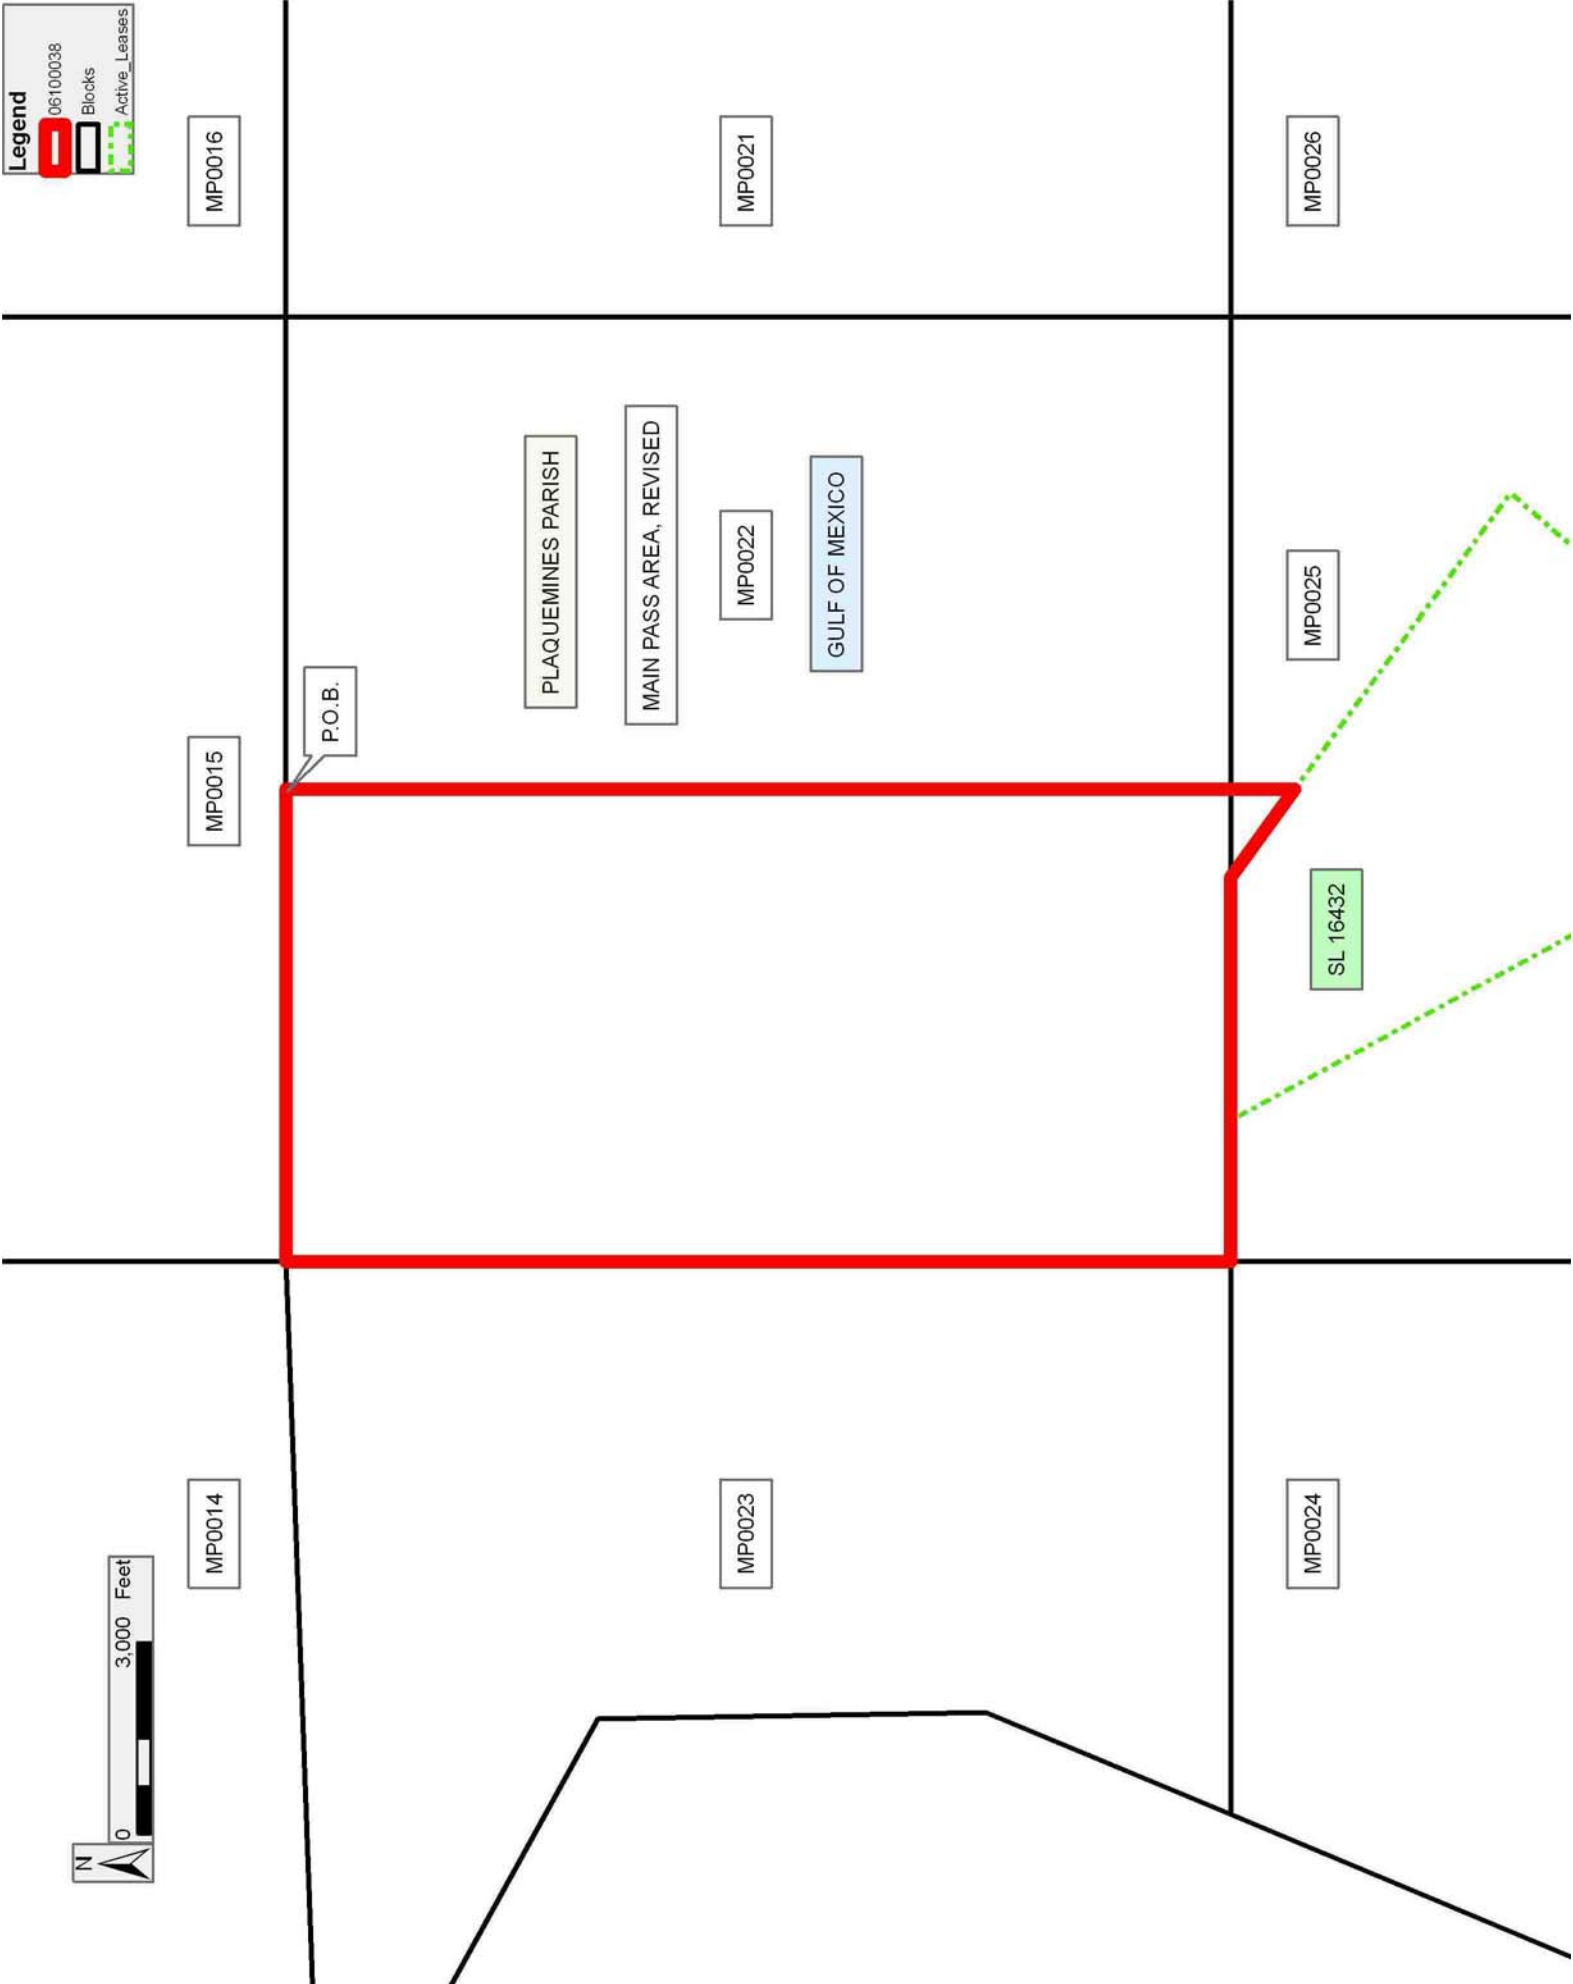 Legend
06100038
Blocks
Active_Leases
N
0 3,000 Feet
MP0014
MP0015
MP0016
P.O.B.
PLAQUEMINES PARISH
MAIN PASS AREA, REVISED
MP0023
MP0022
MP0021
GULF OF MEXICO
MP0024
MP0025
MP0026
SL 16432